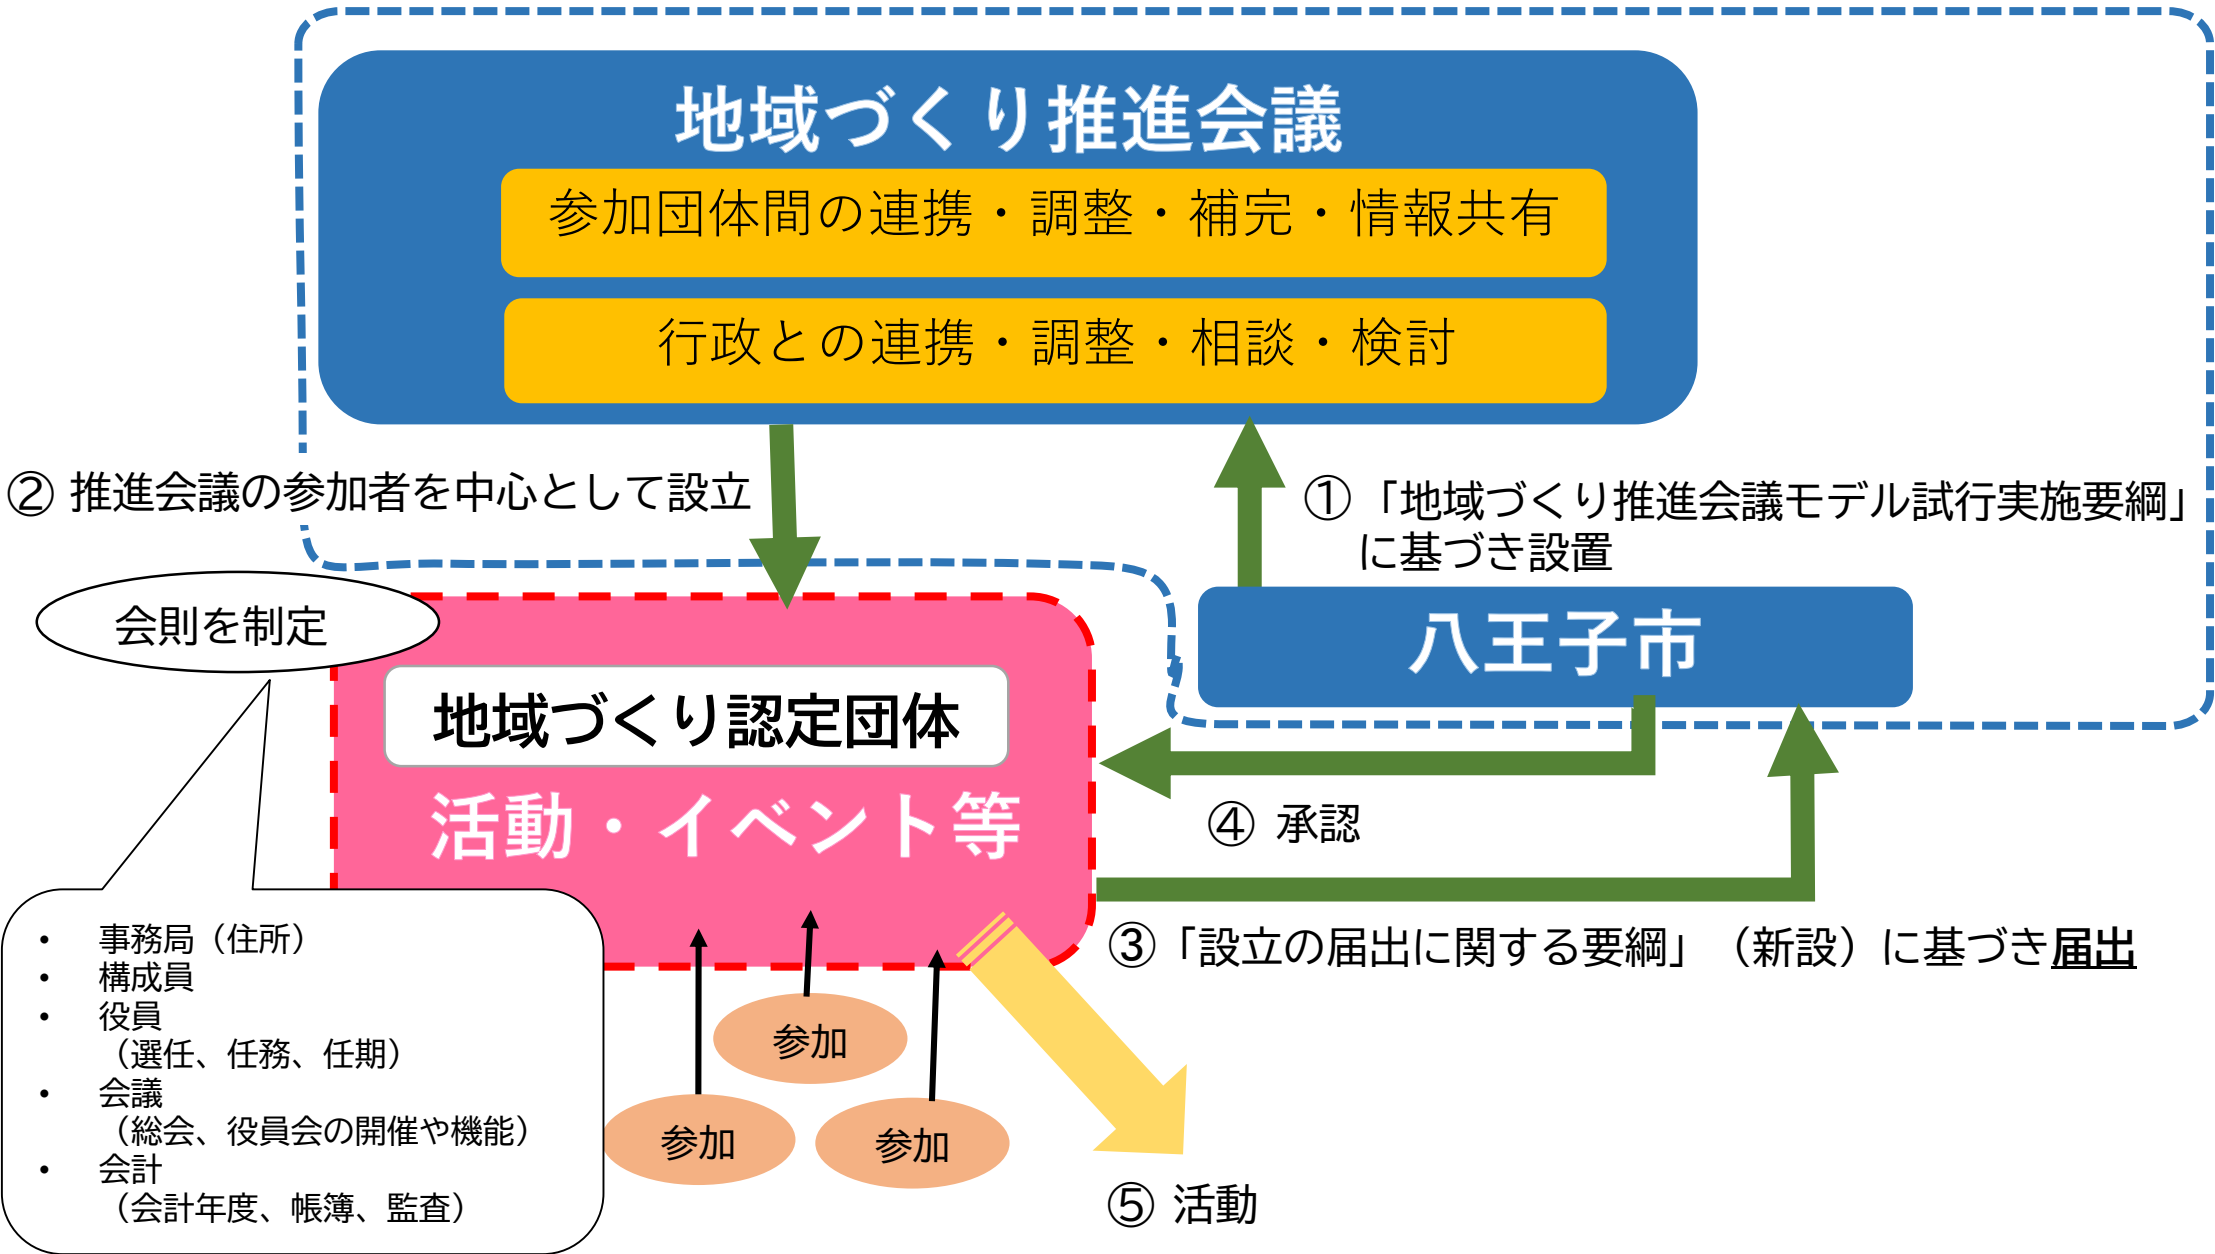 地域づくり推進会議
参加団体間の連携・調整・補完・情報共有
行政との連携・調整・相談・検討
② 推進会議の参加者を中心として設立
①「地域づくり推進会議モデル試行実施要綱」
に基づき設置
会則を制定
八王子市
地域づくり認定団体
活動・イベント等
④ 承認
③「設立の届出に関する要綱」（新設）に基づき届出
• 事務局（住所）
• 構成員
• 役員
（選任、任務、任期）
• 会議
（総会、役員会の開催や機能）
• 会計
（会計年度、帳簿、監査）
参加
参加
参加
⑤ 活動